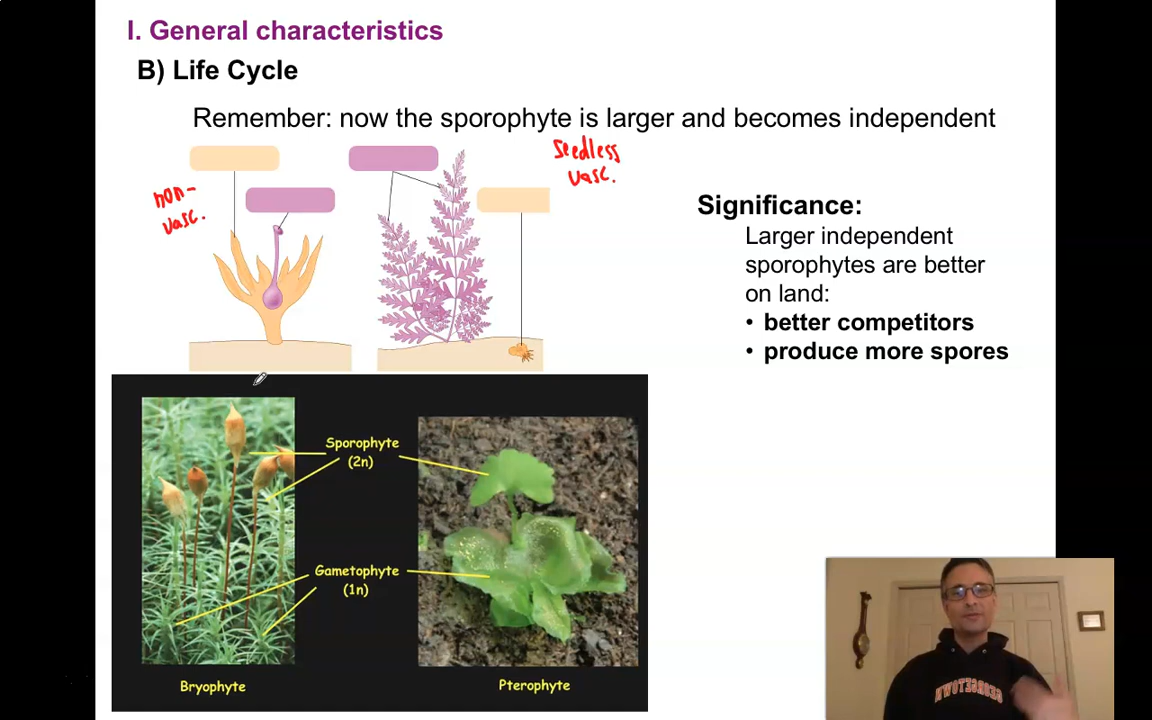 I. General characteristics
B) Life Cycle
Remember: now the sporophyte is larger and becomes independent
non-
vasc.
Seedless
vasc.
Significance:
Larger independent
sporophytes are better
on land:
• better competitors
• produce more spores
Sporophyte
(2n)
Gametophyte
(1n)
Bryophyte
Pterophyte
GEORGETOWN